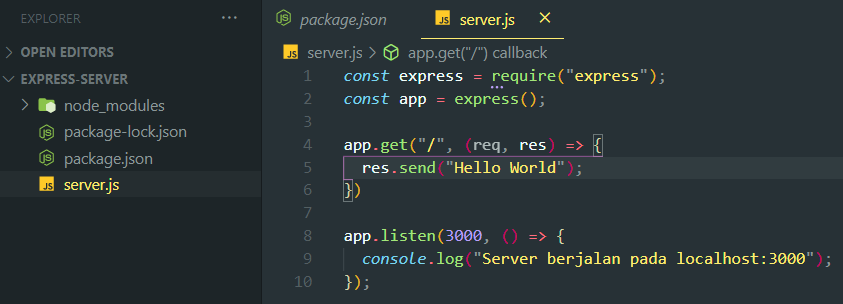 EXPLORER
OPEN EDITORS
EXPRESS-SERVER
node_modules
package-lock.json
package.json
server.js
package.json server.js
server.js app.get("/") callback
1 const express = require("express");
2 const app = express();
3
4 app.get("/", (req, res) => {
5 res.send("Hello World");
6 })
7
8 app.listen(3000, () => {
9 console.log("Server berjalan pada localhost:3000");
10 });